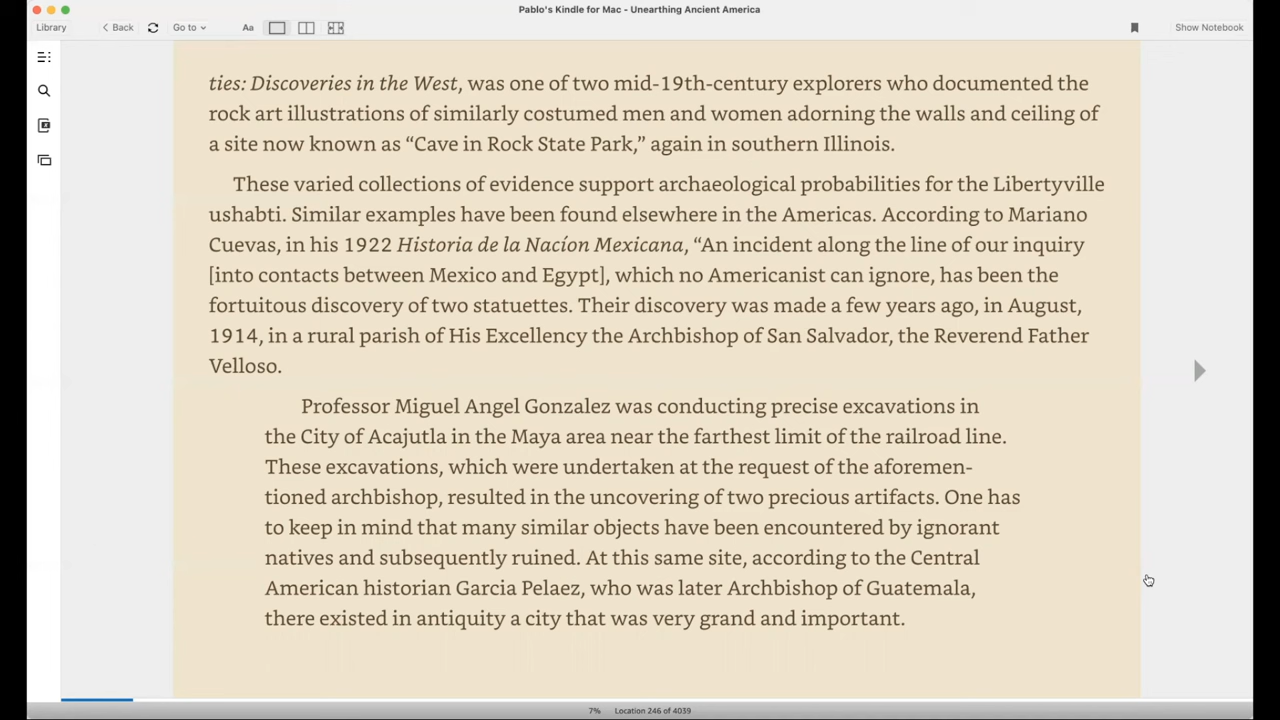 Pablo's Kindle for Mac - Unearthing Ancient America
Library
Back
Go to
Aa
Show Notebook
ties: Discoveries in the West, was one of two mid-19th-century explorers who documented the
rock art illustrations of similarly costumed men and women adorning the walls and ceiling of
a site now known as “Cave in Rock State Park,” again in southern Illinois.
These varied collections of evidence support archaeological probabilities for the Libertyville
ushabti. Similar examples have been found elsewhere in the Americas. According to Mariano
Cuevas, in his 1922 Historia de la Nacíon Mexicana, “An incident along the line of our inquiry
[into contacts between Mexico and Egypt], which no Americanist can ignore, has been the
fortuitous discovery of two statuettes. Their discovery was made a few years ago, in August,
1914, in a rural parish of His Excellency the Archbishop of San Salvador, the Reverend Father
Velloso.
Professor Miguel Angel Gonzalez was conducting precise excavations in
the City of Acajutla in the Maya area near the farthest limit of the railroad line.
These excavations, which were undertaken at the request of the aforemen-
tioned archbishop, resulted in the uncovering of two precious artifacts. One has
to keep in mind that many similar objects have been encountered by ignorant
natives and subsequently ruined. At this same site, according to the Central
American historian Garcia Pelaez, who was later Archbishop of Guatemala,
there existed in antiquity a city that was very grand and important.
7% Location 246 of 4039